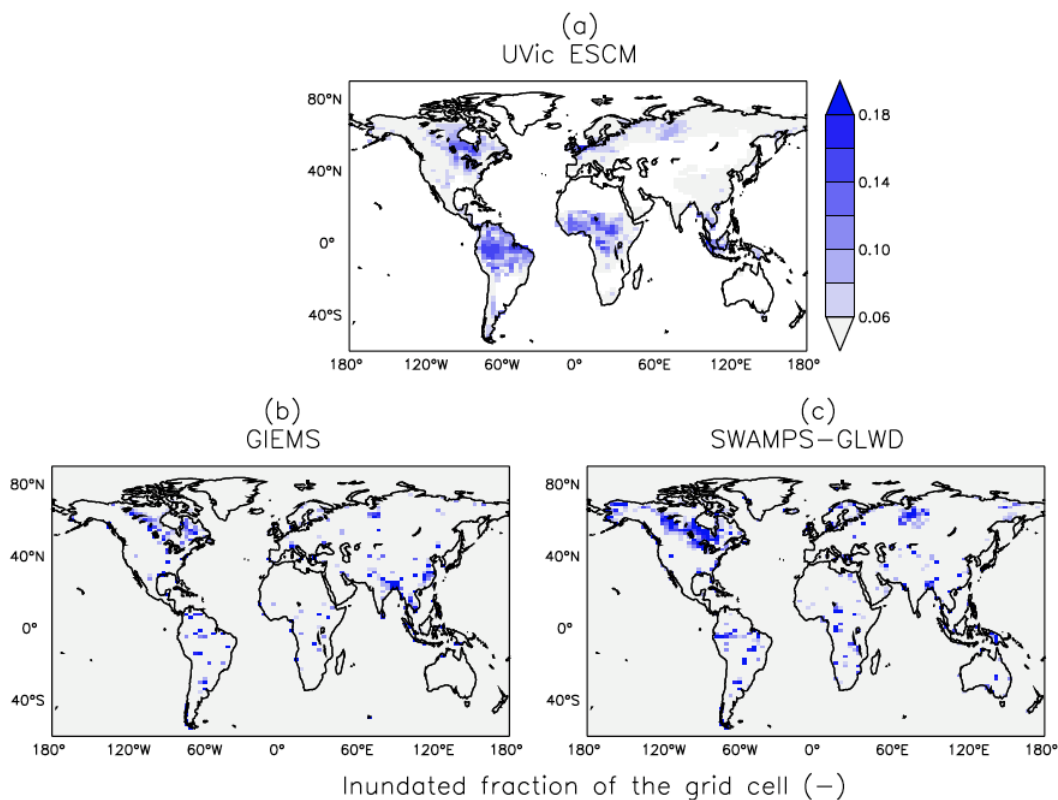 (a)
UVic ESCM
80°N
40°N
0°
40°S
180°
120°W
60°W
0°
60°E
120°E
180°
0.18
0.14
0.10
0.06
(b)
GIEMS
80°N
40°N
0°
40°S
180°
120°W
60°W
0°
60°E
120°E
180°
(c)
SWAMPS-GLWD
80°N
40°N
0°
40°S
180°
120°W
60°W
0°
60°E
120°E
180°
Inundated fraction of the grid cell (-)